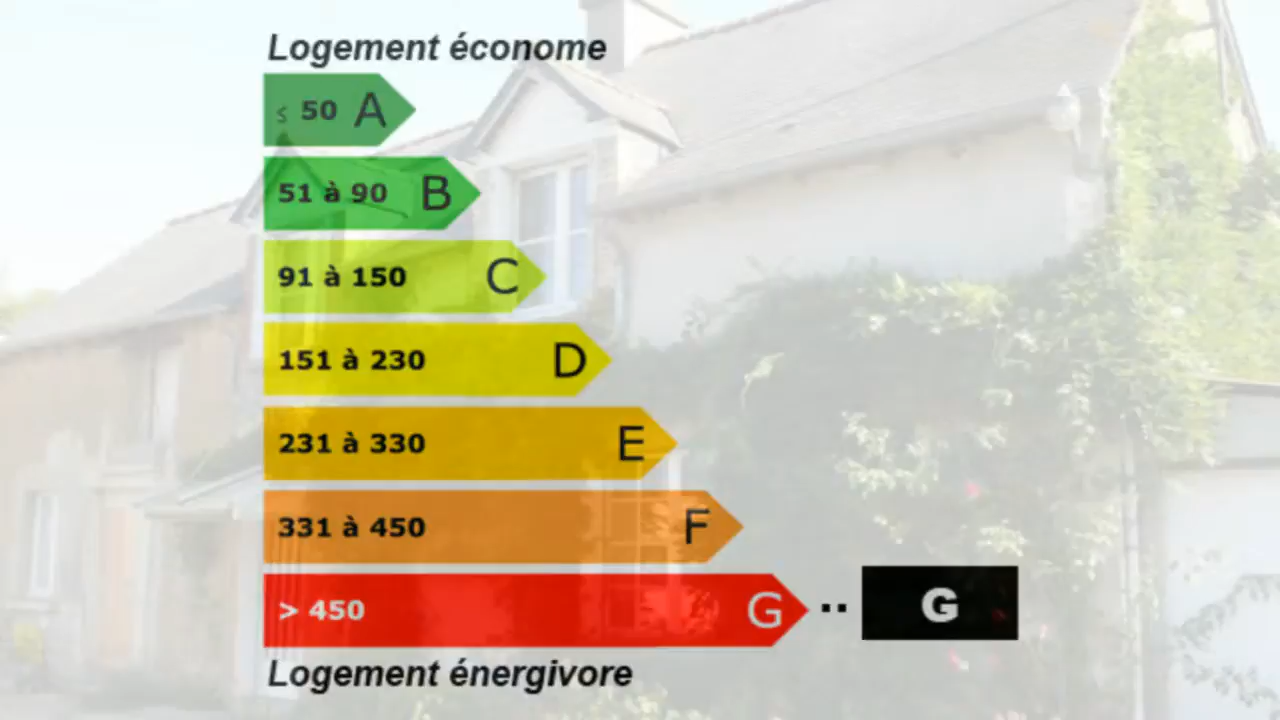 Logement économe
≤ 50 A
51 à 90 B
91 à 150 C
151 à 230 D
231 à 330 E
331 à 450 F
> 450 G
G
Logement énergivore